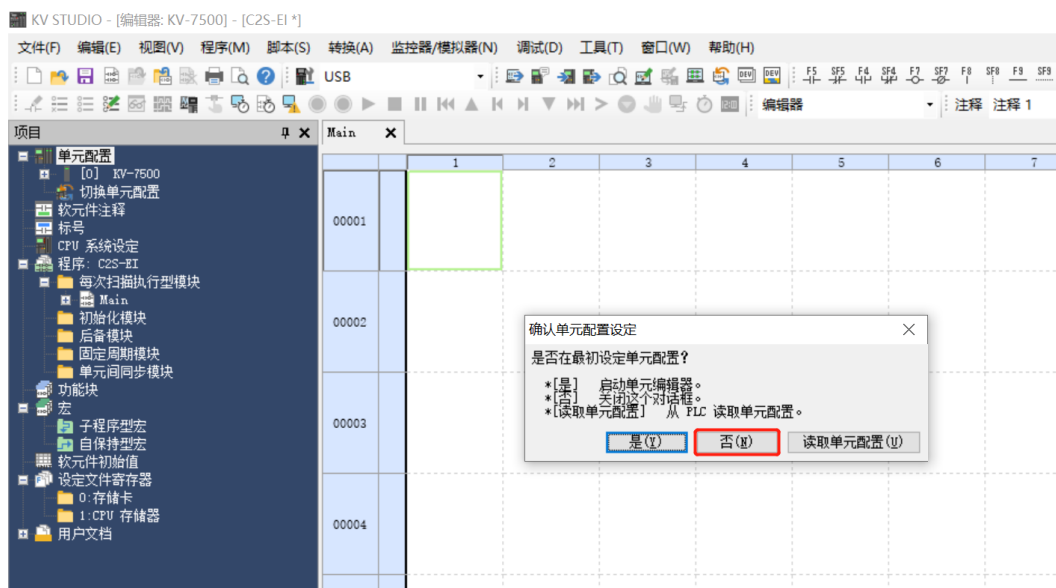 KV STUDIO - [编辑器: KV-7500] - [C2S-EI *]
文件(F) 编辑(E) 视图(V) 程序(M) 脚本(S) 转换(A) 监控器/模拟器(N) 调试(D) 工具(T) 窗口(W) 帮助(H)
USB
F5 SF5 F4 SF4 F7 SF7 F8 SF8 F9 SF9
编辑器 注释 注释 1
项目
Main
1 2 3 4 5 6 7
单元配置
[0] KV-7500
切换单元配置
软元件注释
标号
CPU 系统设定
程序: C2S-EI
每次扫描执行型模块
Main
初始化模块
后备模块
固定周期模块
单元间同步模块
功能块
宏
子程序型宏
自保持型宏
软元件初始值
设定文件寄存器
0:存储卡
1:CPU 存储器
用户文档
00001
00002
00003
00004
确认单元配置设定
是否在最初设定单元配置?
*[是] 启动单元编辑器。
*[否] 关闭这个对话框。
*[读取单元配置] 从 PLC 读取单元配置。
是(Y) 否(N) 读取单元配置(U)